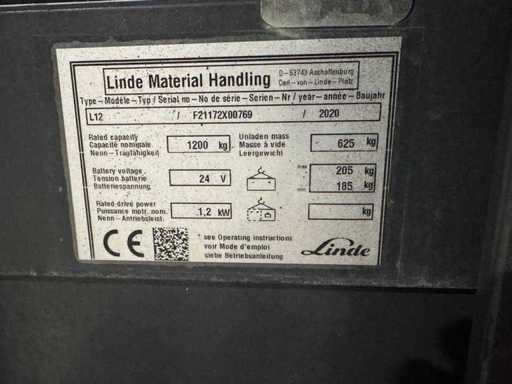 Linde Material Handling
D-63743 Aschaffenburg
Carl-von-Linde-Platz
Type-Modèle-Typ / Serial no-No de série-Serien-Nr / year-année-Baujahr
L12 / F21172X00769 / 2020
Rated capacity
Capacité nominale
Nenn-Tragfähigkeit
1200 kg
Unladen mass
Masse à vide
Leergewicht
625 kg
Battery voltage
Tension batterie
Batteriespannung
24 V
max 205 kg
min 185 kg
Rated drive power
Puissance motr. nom.
Nenn-Antriebsleist.
1.2 kW
kg
CE
* see Operating instructions
voir Mode d'emploi
siehe Betriebsanleitung
Linde